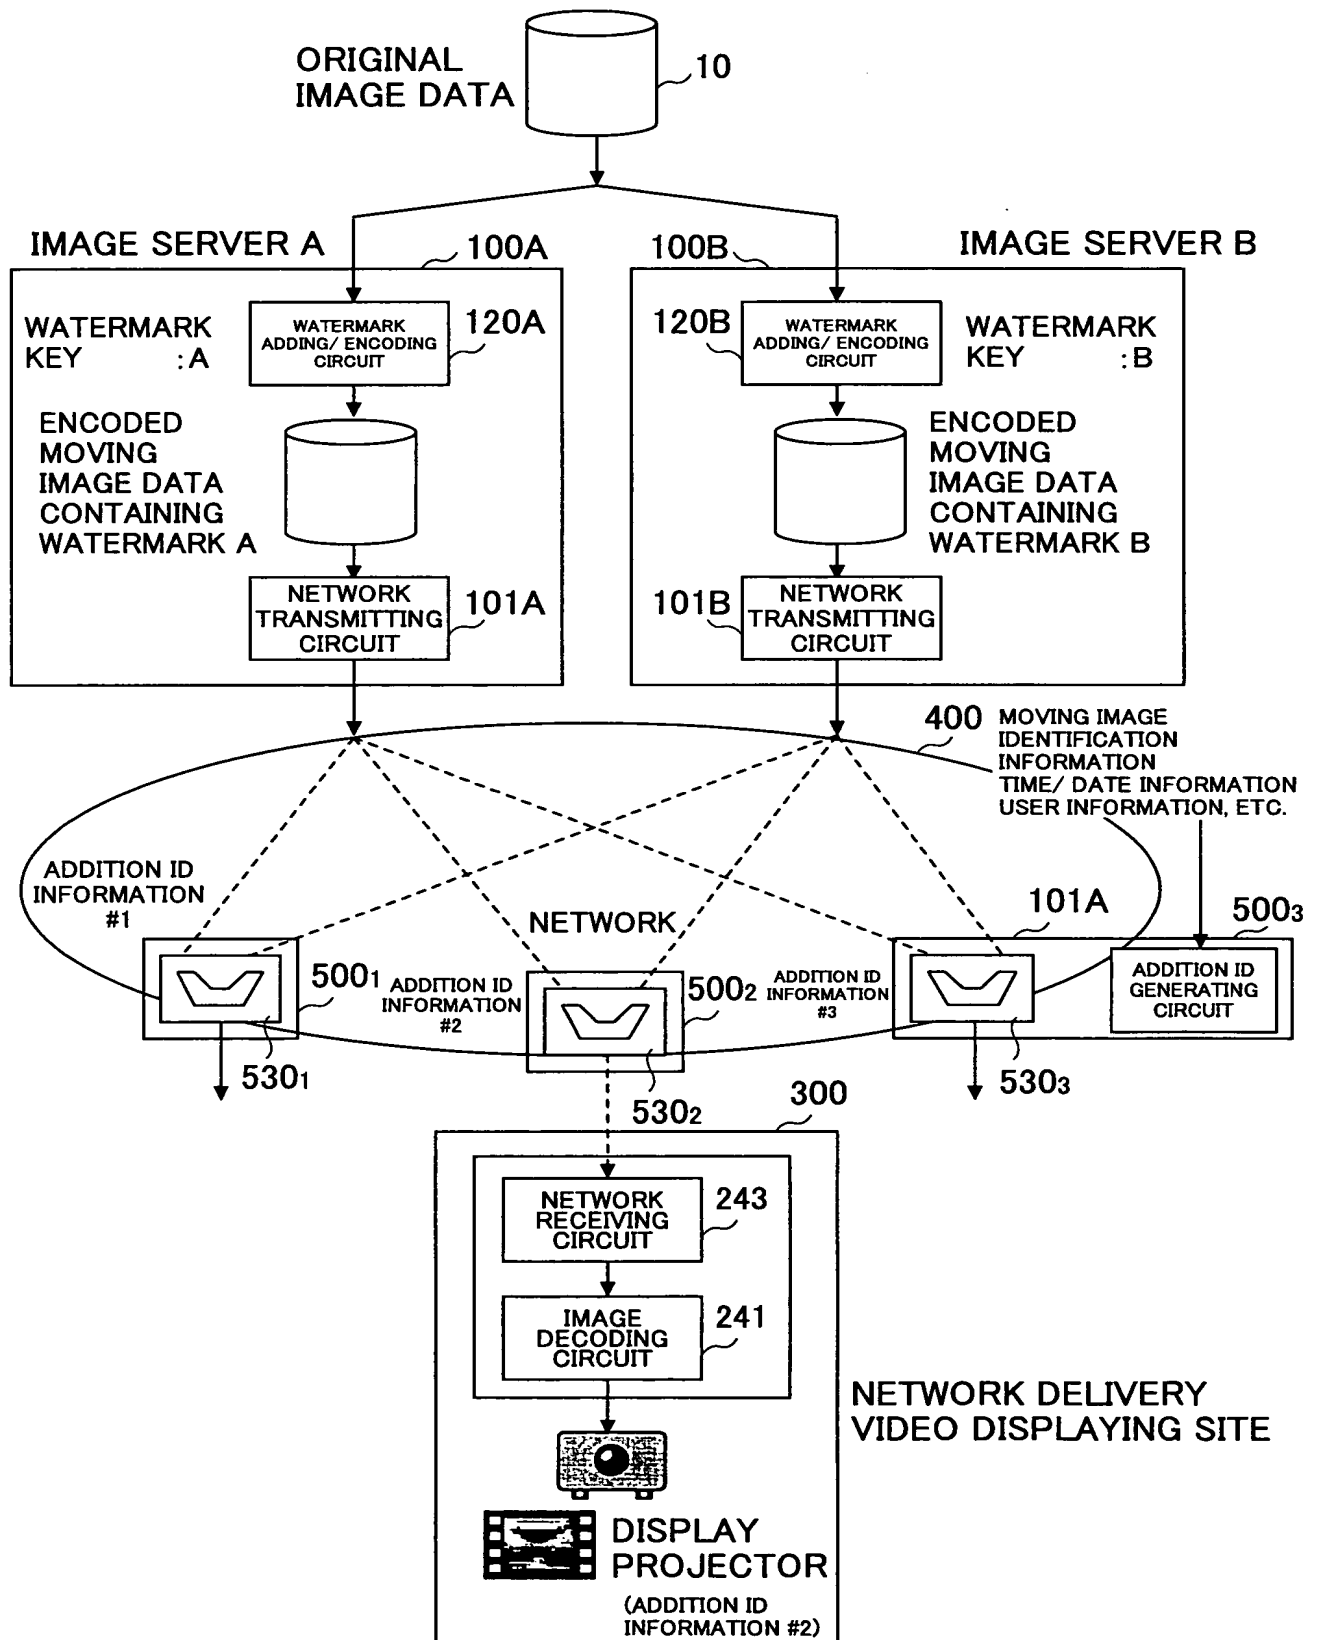 ORIGINAL
IMAGE DATA
10
IMAGE SERVER A
100A
100B
IMAGE SERVER B
WATERMARK
KEY :A
WATERMARK
ADDING/ ENCODING
CIRCUIT
120A
120B
WATERMARK
ADDING/ ENCODING
CIRCUIT
WATERMARK
KEY :B
ENCODED
MOVING
IMAGE DATA
CONTAINING
WATERMARK A
ENCODED
MOVING
IMAGE DATA
CONTAINING
WATERMARK B
NETWORK
TRANSMITTING
CIRCUIT
101A
101B
NETWORK
TRANSMITTING
CIRCUIT
400
MOVING IMAGE
IDENTIFICATION
INFORMATION
TIME/ DATE INFORMATION
USER INFORMATION, ETC.
ADDITION ID
INFORMATION
#1
NETWORK
101A
500₃
500₁
ADDITION ID
INFORMATION
#2
500₂
ADDITION ID
INFORMATION
#3
ADDITION ID
GENERATING
CIRCUIT
530₁
530₂
530₃
300
NETWORK
RECEIVING
CIRCUIT
243
IMAGE
DECODING
CIRCUIT
241
NETWORK DELIVERY
VIDEO DISPLAYING SITE
DISPLAY
PROJECTOR
(ADDITION ID
INFORMATION #2)